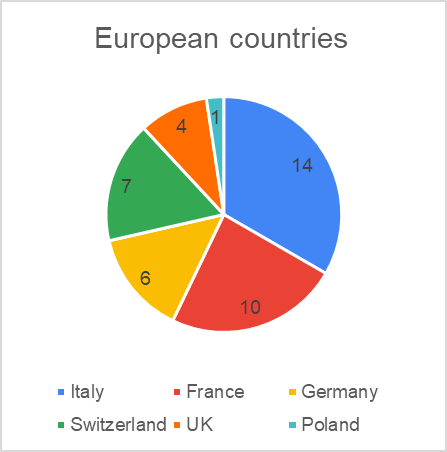 European countries
1
4
14
7
6
10
Italy France Germany
Switzerland UK Poland